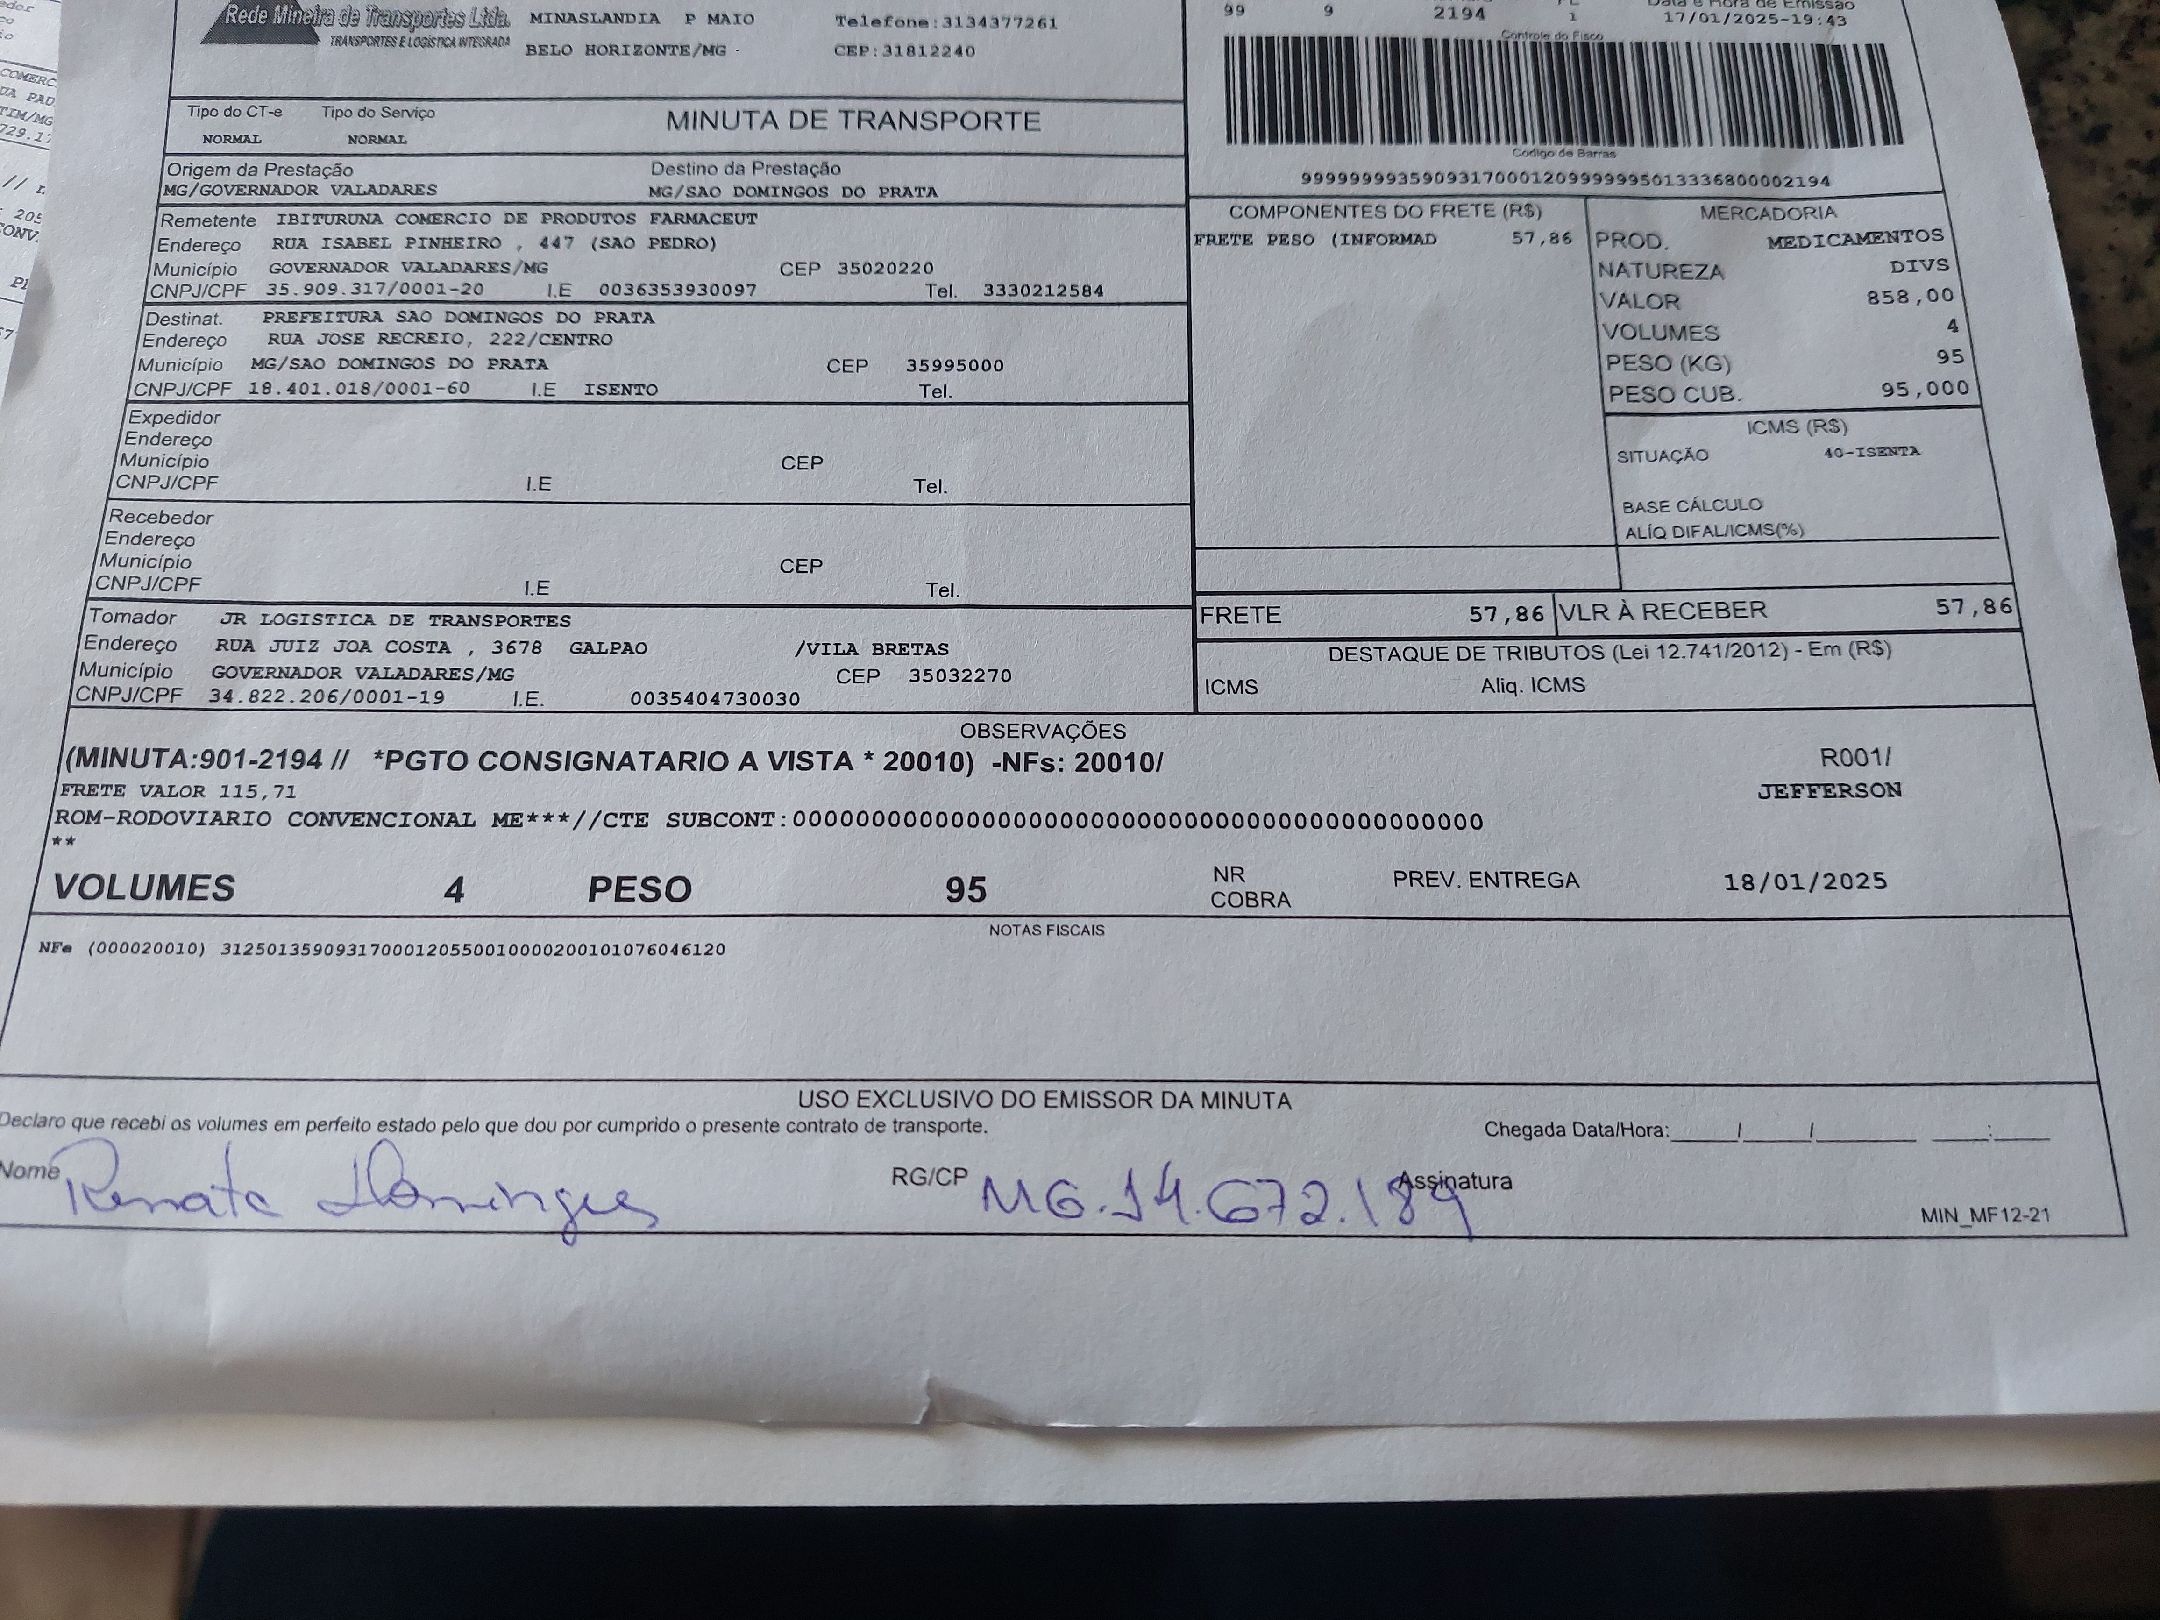 Rede Mineira de Transportes Ltda.
TRANSPORTES E LOGÍSTICA INTEGRADA
MINASLANDIA P MAIO
BELO HORIZONTE/MG
Telefone:3134377261
CEP:31812240
99 9 2194 1
Data e Hora de Emissão
17/01/2025-19:43
Controle do Fisco
Código de Barras
Tipo do CT-e Tipo do Serviço
NORMAL NORMAL
MINUTA DE TRANSPORTE
Origem da Prestação Destino da Prestação
MG/GOVERNADOR VALADARES MG/SAO DOMINGOS DO PRATA
Remetente IBITURUNA COMERCIO DE PRODUTOS FARMACEUT
Endereço RUA ISABEL PINHEIRO , 447 (SAO PEDRO)
Município GOVERNADOR VALADARES/MG CEP 35020220
CNPJ/CPF 35.909.317/0001-20 I.E 0036353930097 Tel. 3330212584
Destinat. PREFEITURA SAO DOMINGOS DO PRATA
Endereço RUA JOSE RECREIO, 222/CENTRO
Município MG/SAO DOMINGOS DO PRATA CEP 35995000
CNPJ/CPF 18.401.018/0001-60 I.E ISENTO Tel.
Expedidor
Endereço
Município CEP
CNPJ/CPF I.E Tel.
Recebedor
Endereço
Município CEP
CNPJ/CPF I.E Tel.
Tomador JR LOGISTICA DE TRANSPORTES
Endereço RUA JUIZ JOA COSTA , 3678 GALPAO /VILA BRETAS
Município GOVERNADOR VALADARES/MG CEP 35032270
CNPJ/CPF 34.822.206/0001-19 I.E. 0035404730030
COMPONENTES DO FRETE (R$)
FRETE PESO (INFORMAD 57,86
MERCADORIA
PROD. MEDICAMENTOS
NATUREZA DIVS
VALOR 858,00
VOLUMES 4
PESO (KG) 95
PESO CUB. 95,000
ICMS (R$)
SITUAÇÃO 40-ISENTA
BASE CÁLCULO
ALÍQ DIFAL/ICMS(%)
FRETE 57,86 VLR À RECEBER 57,86
DESTAQUE DE TRIBUTOS (Lei 12.741/2012) - Em (R$)
ICMS Aliq. ICMS
OBSERVAÇÕES
(MINUTA:901-2194 // *PGTO CONSIGNATARIO A VISTA * 20010) -NFs: 20010/ R001/
FRETE VALOR 115,71 JEFFERSON
ROM-RODOVIARIO CONVENCIONAL ME***//CTE SUBCONT:00000000000000000000000000000000000000000000
**
VOLUMES 4 PESO 95 NR COBRA PREV. ENTREGA 18/01/2025
NOTAS FISCAIS
NFe (000020010) 31250135909317000120550010000200101076046120
USO EXCLUSIVO DO EMISSOR DA MINUTA
Declaro que recebi os volumes em perfeito estado pelo que dou por cumprido o presente contrato de transporte. Chegada Data/Hora:_____/_____/________ ____:____
Nome Renata Domingues RG/CP MG.14.672.189 Assinatura
MIN_MF12-21